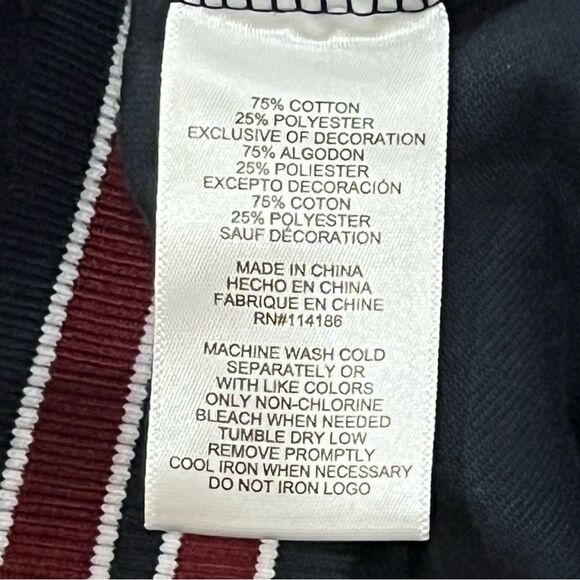 75% COTTON
25% POLYESTER
EXCLUSIVE OF DECORATION
75% ALGODON
25% POLIESTER
EXCEPTO DECORACIÓN
75% COTON
25% POLYESTER
SAUF DÉCORATION
MADE IN CHINA
HECHO EN CHINA
FABRIQUE EN CHINE
RN#114186
MACHINE WASH COLD
SEPARATELY OR
WITH LIKE COLORS
ONLY NON-CHLORINE
BLEACH WHEN NEEDED
TUMBLE DRY LOW
REMOVE PROMPTLY
COOL IRON WHEN NECESSARY
DO NOT IRON LOGO